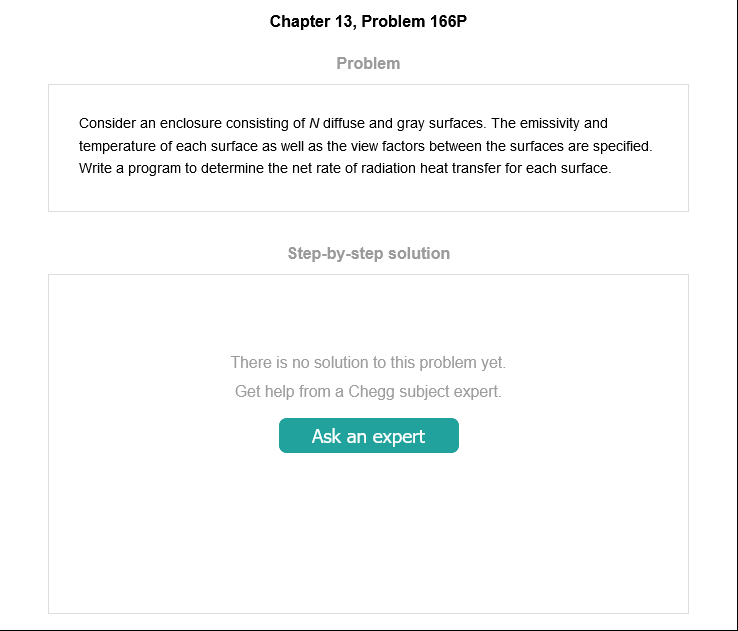 Chapter 13, Problem 166P
Problem
Consider an enclosure consisting of N diffuse and gray surfaces. The emissivity and
temperature of each surface as well as the view factors between the surfaces are specified.
Write a program to determine the net rate of radiation heat transfer for each surface.
Step-by-step solution
There is no solution to this problem yet.
Get help from a Chegg subject expert.
Ask an expert